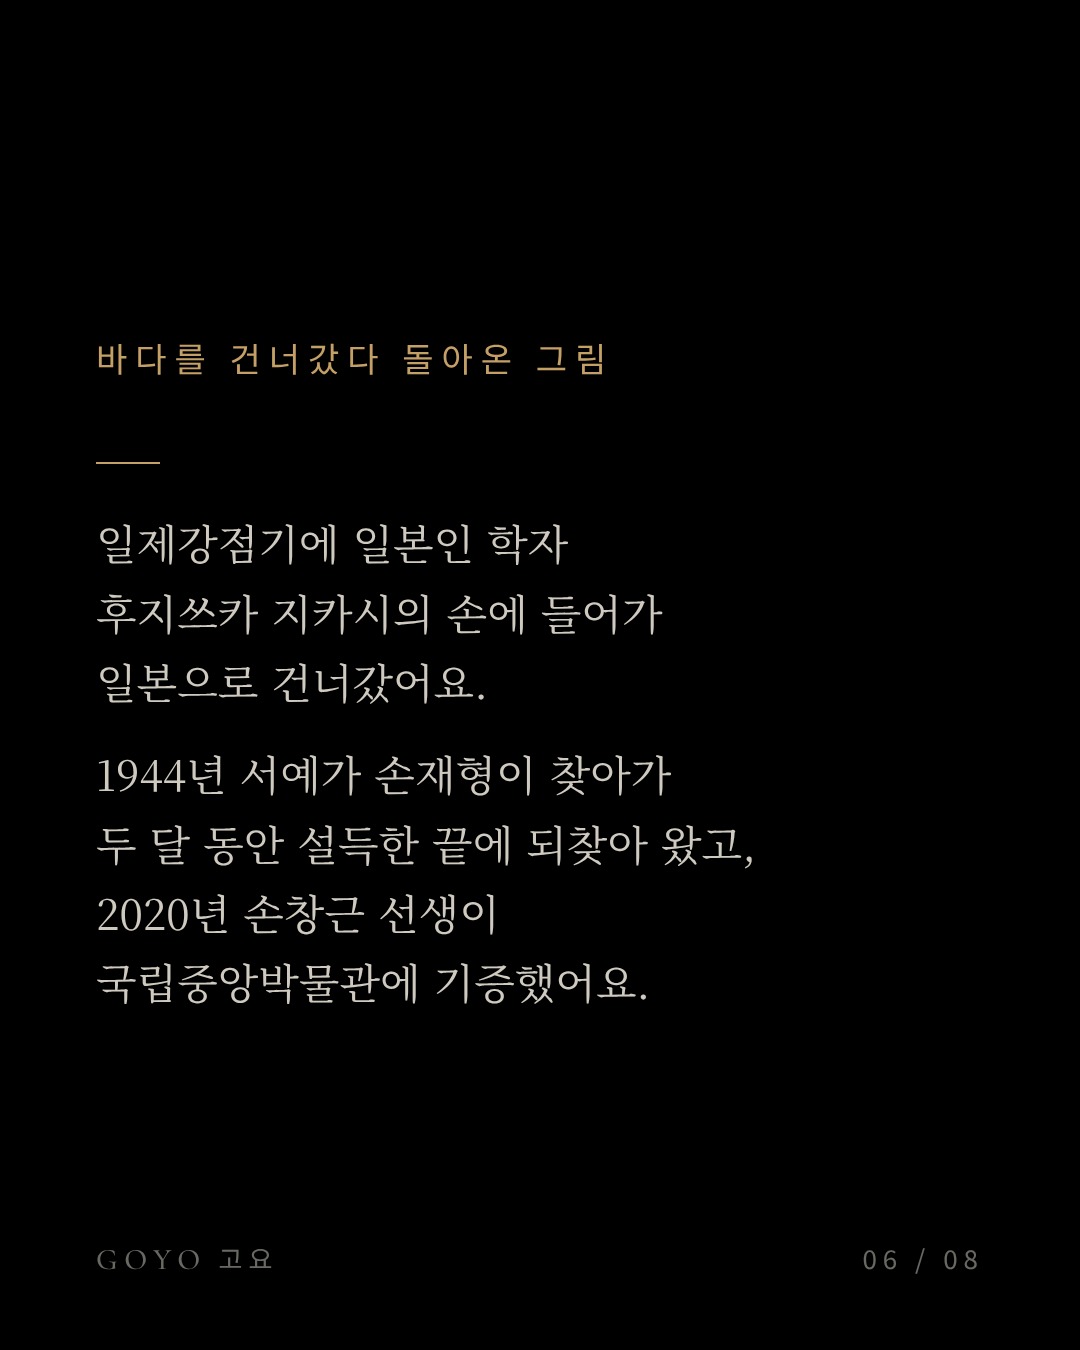 바다를 건너갔다 돌아온 그림
일제강점기에 일본인 학자
후지쓰카 지카시의 손에 들어가
일본으로 건너갔어요.
1944년 서예가 손재형이 찾아가
두 달 동안 설득한 끝에 되찾아 왔고,
2020년 손창근 선생이
국립중앙박물관에 기증했어요.
GOYO 고요
06 / 08